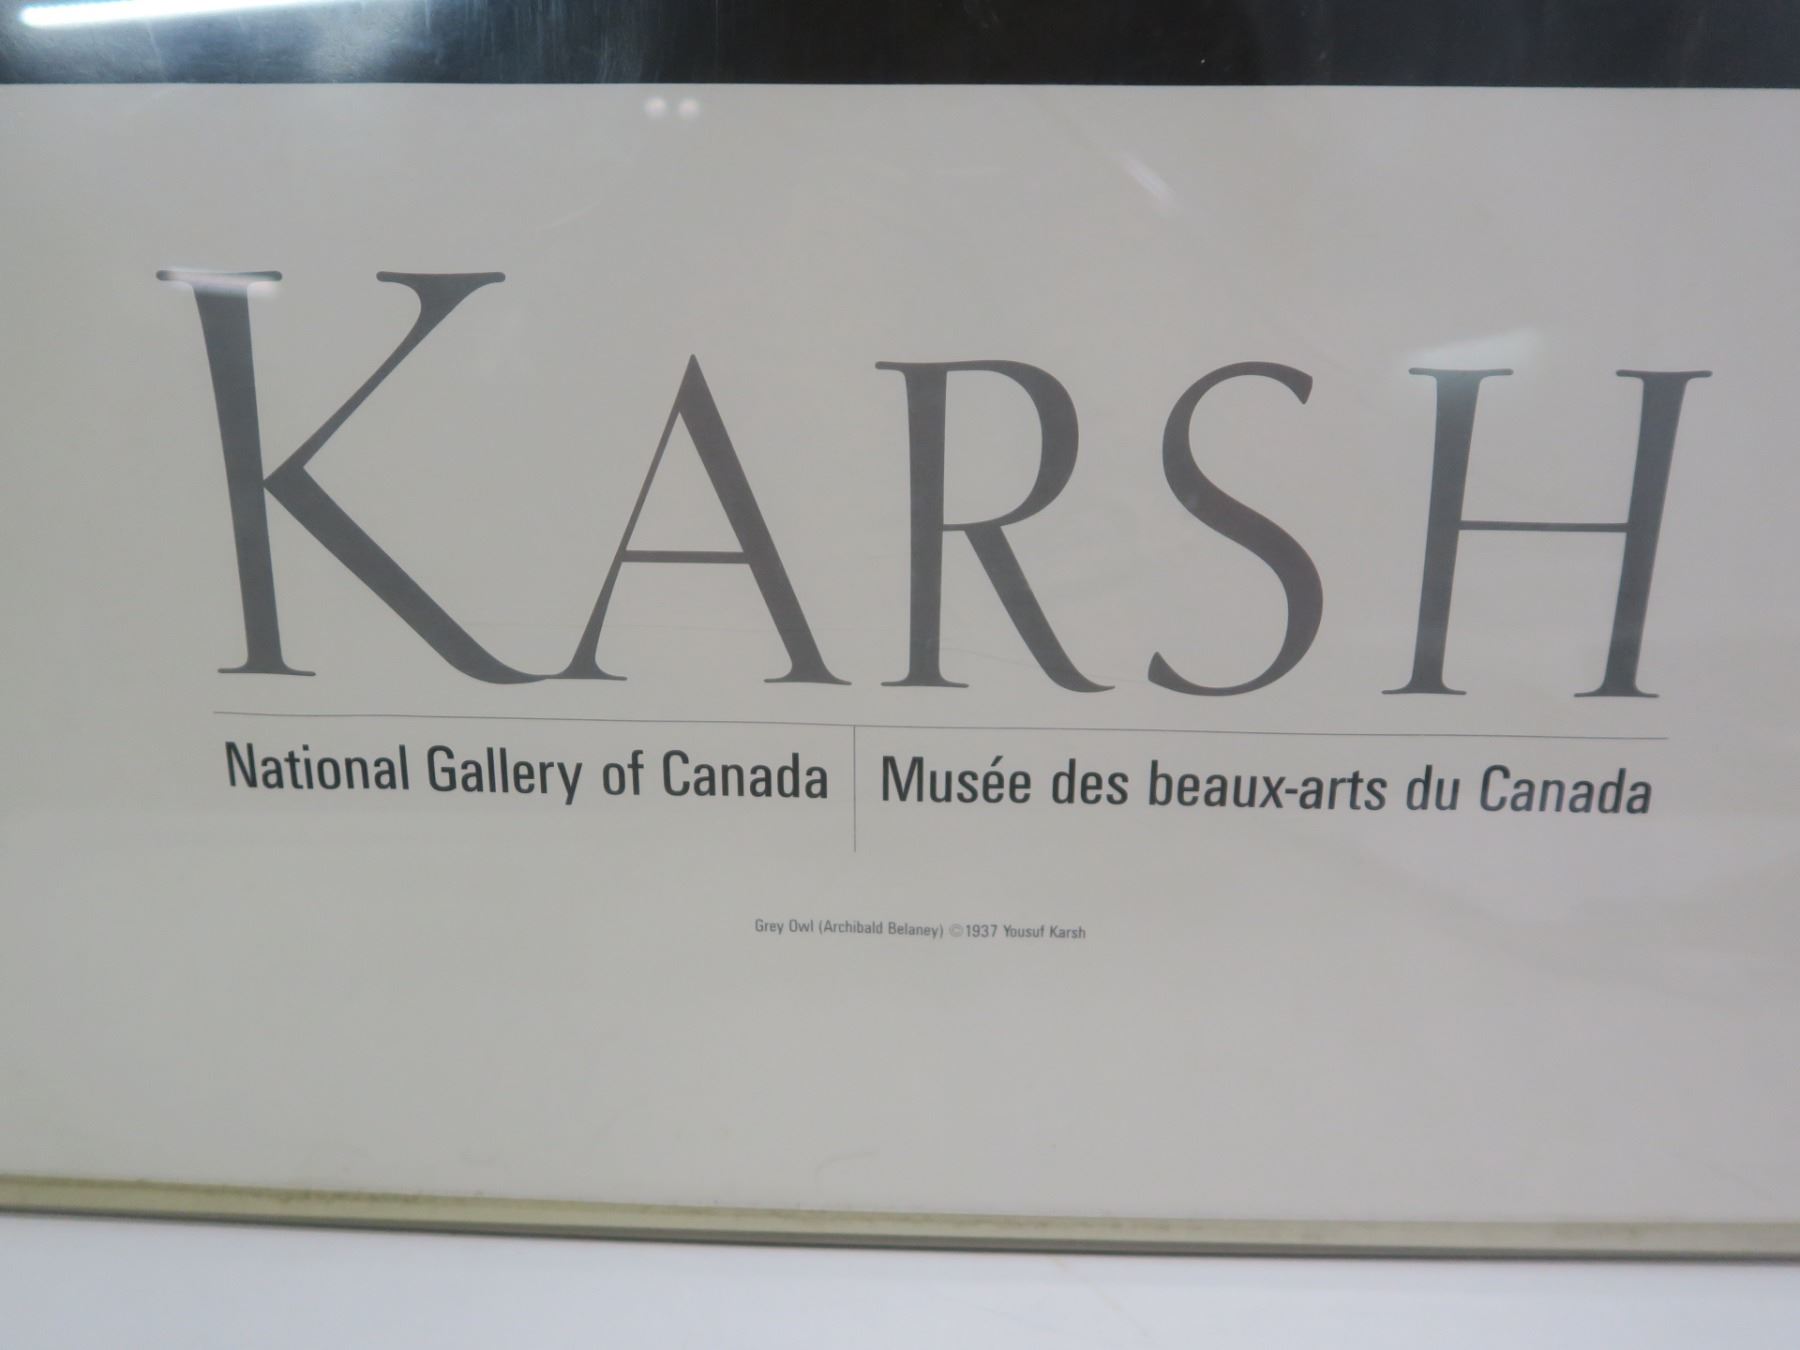 KARSH
National Gallery of Canada Musée des beaux-arts du Canada
Grey Owl (Archibald Belaney) ©1937 Yousuf Karsh